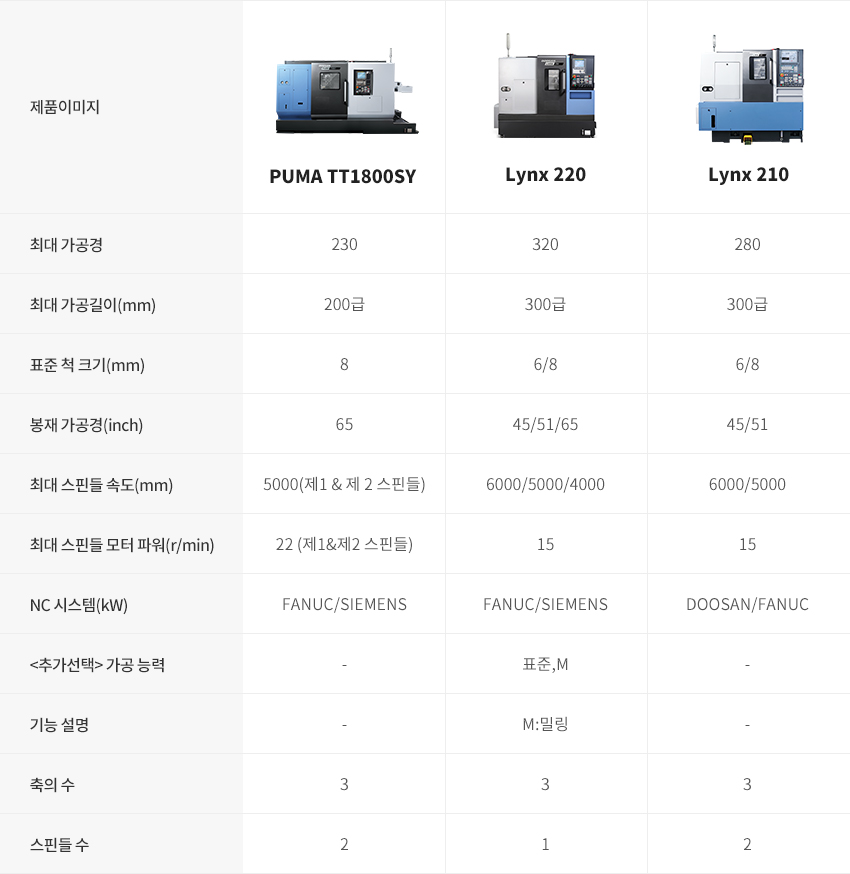 제품이미지
PUMA TT1800SY Lynx 220 Lynx 210
최대 가공경 230 320 280
최대 가공길이(mm) 200급 300급 300급
표준 척 크기(mm) 8 6/8 6/8
봉재 가공경(inch) 65 45/51/65 45/51
최대 스핀들 속도(mm) 5000(제1 & 제 2 스핀들) 6000/5000/4000 6000/5000
최대 스핀들 모터 파워(r/min) 22 (제1&제2 스핀들) 15 15
NC 시스템(kW) FANUC/SIEMENS FANUC/SIEMENS DOOSAN/FANUC
<추가선택> 가공 능력 - 표준,M -
기능 설명 - M:밀링 -
축의 수 3 3 3
스핀들 수 2 1 2